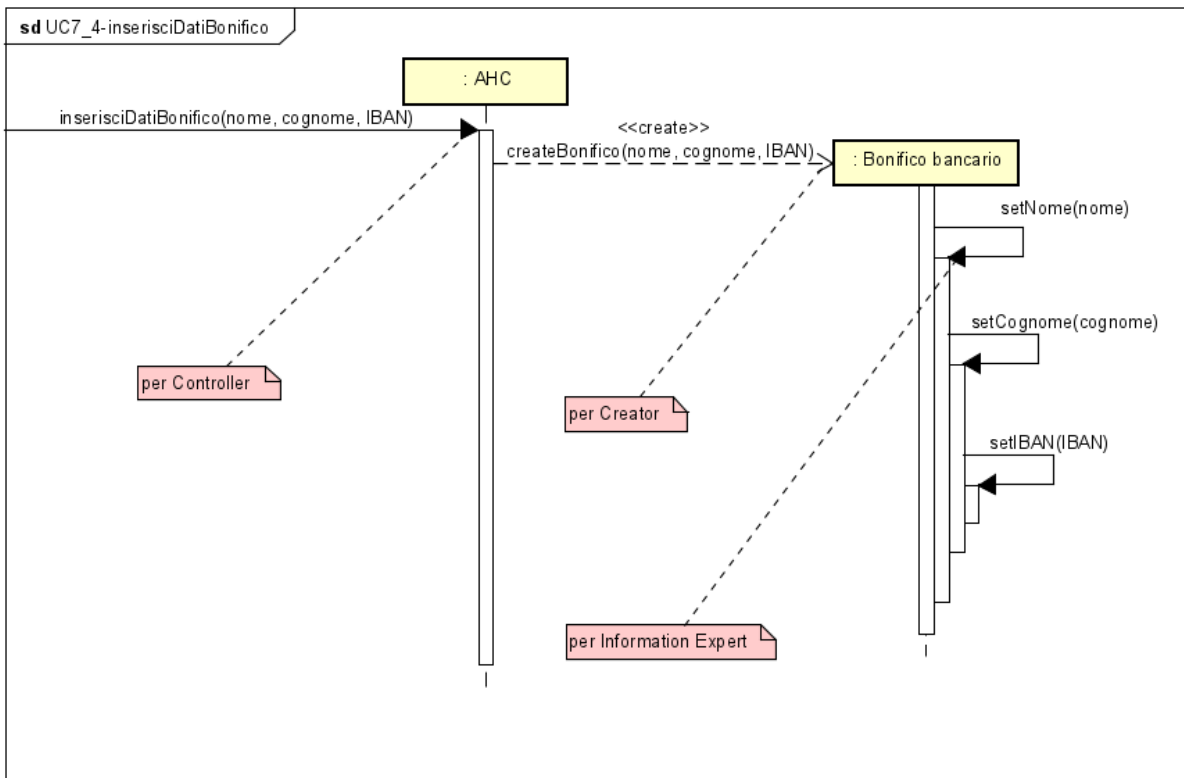 sd UC7_4-inserisciDatiBonifico
: AHC
inserisciDatiBonifico(nome, cognome, IBAN)
<<create>>
createBonifico(nome, cognome, IBAN)
: Bonifico bancario
setNome(nome)
setCognome(cognome)
per Controller
per Creator
setIBAN(IBAN)
per Information Expert